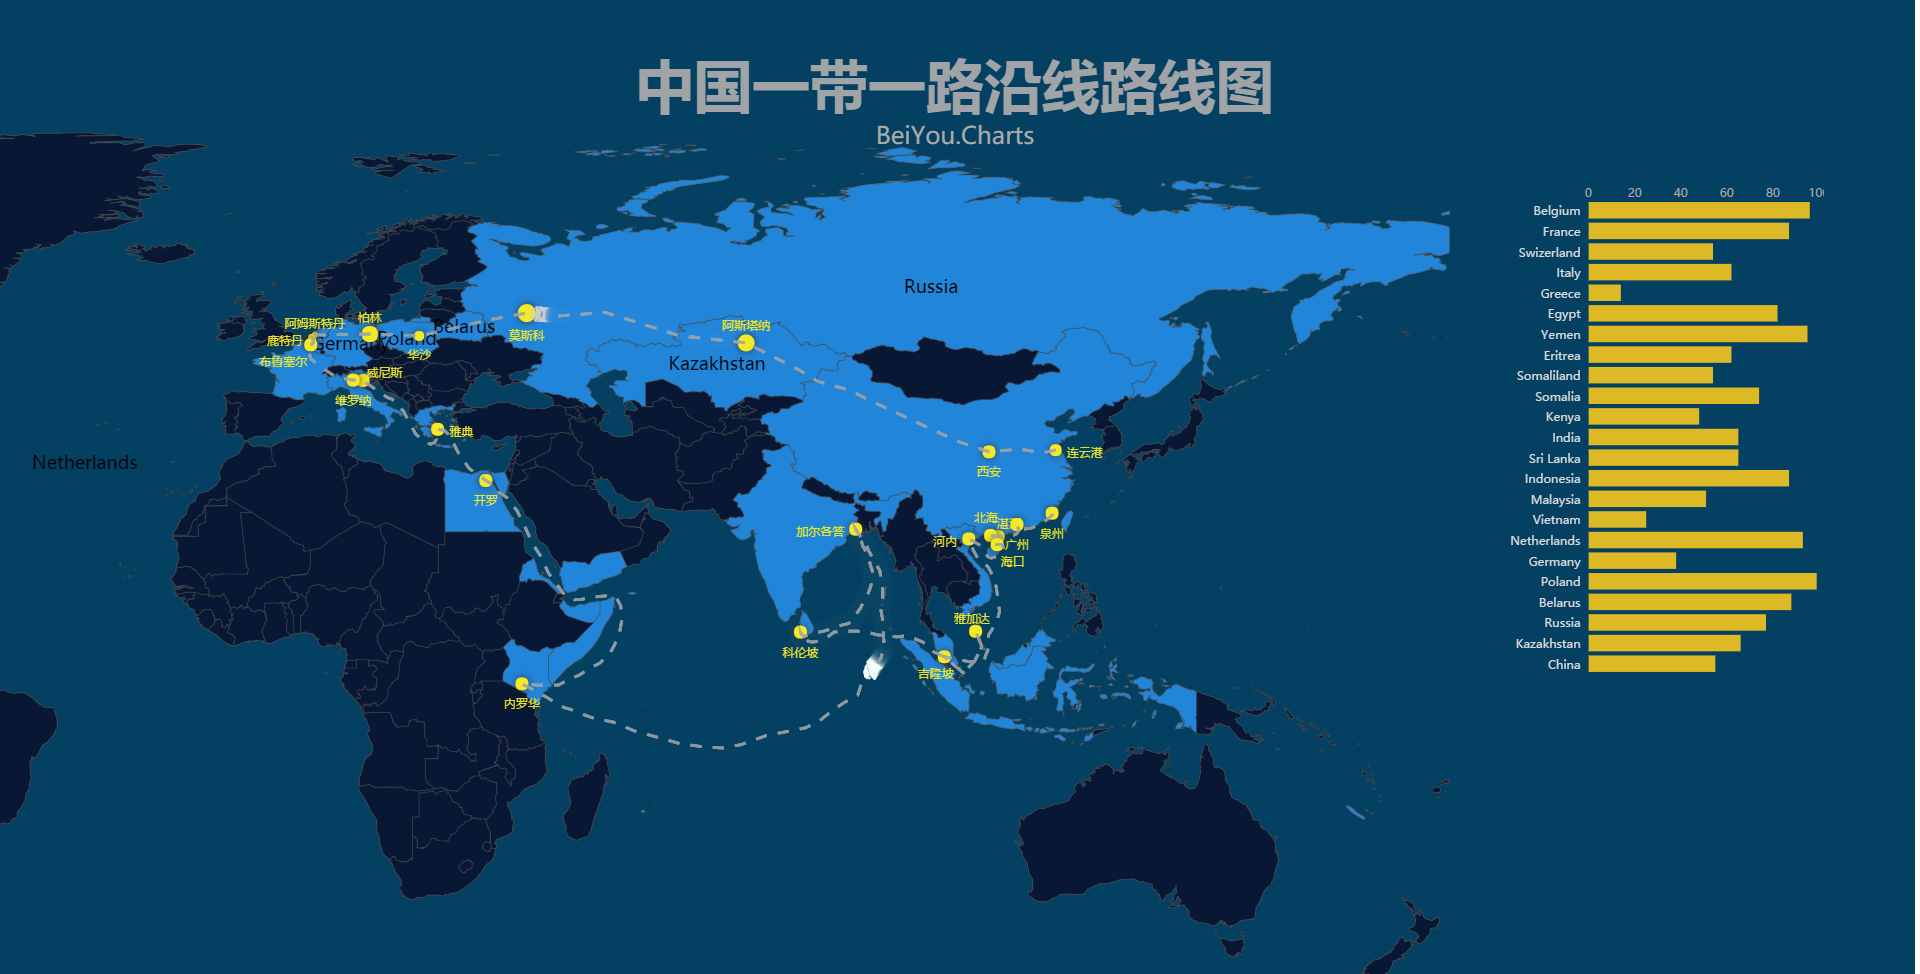 中国一带一路沿线路线图
BeiYou.Charts
Russia
Belarus
Poland
Germany
Kazakhstan
Netherlands
莫斯科
阿斯塔纳
柏林
阿姆斯特丹
鹿特丹
布鲁塞尔
华沙
威尼斯
维罗纳
雅典
开罗
西安
连云港
加尔各答
河内
北海
广州
海口
泉州
雅加达
科伦坡
吉隆坡
内罗华
0 20 40 60 80
Belgium
France
Swizerland
Italy
Greece
Egypt
Yemen
Eritrea
Somaliland
Somalia
Kenya
India
Sri Lanka
Indonesia
Malaysia
Vietnam
Netherlands
Germany
Poland
Belarus
Russia
Kazakhstan
China